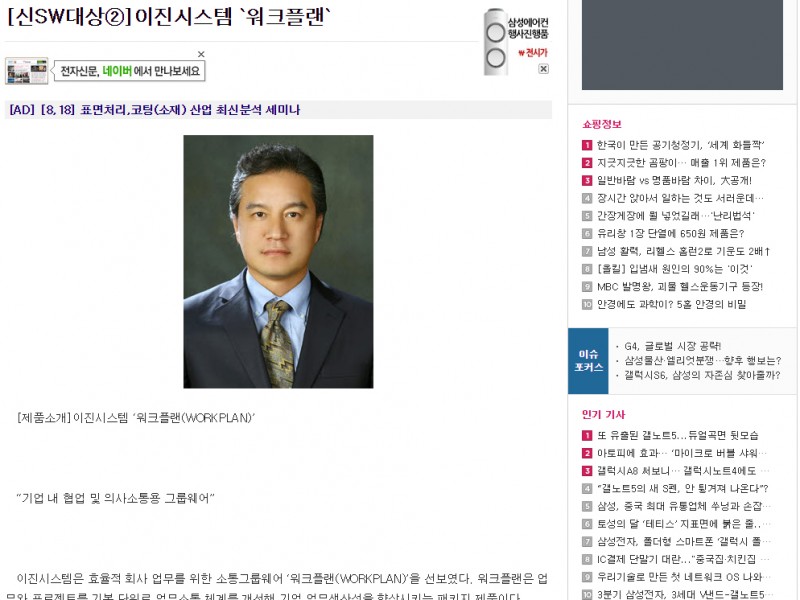 [신SW대상②]이진시스템 `워크플랜`
삼성에어컨
행사진행품
₩ 전시가
전자신문, 네이버에서 만나보세요
[AD] [8, 18] 표면처리,코팅(소재) 산업 최신분석 세미나
[제품소개]이진시스템 ‘워크플랜(WORKPLAN)’
“기업 내 협업 및 의사소통용 그룹웨어”
이진시스템은 효율적 회사 업무를 위한 소통그룹웨어 ‘워크플랜(WORKPLAN)’을 선보였다. 워크플랜은 업
무와 프로젝트를 기본 단위로 업무소통 체계를 개선해 기업 업무생산성을 향상시키는 패키지 제품이다.
쇼핑정보
1 한국이 만든 공기청정기, ‘세계 화들짝’
2 지긋지긋한 곰팡이… 매출 1위 제품은?
3 일반바람 vs 명품바람 차이, 大공개!
4 장시간 앉아서 일하는 것도 서러운데…
5 간장게장에 뭘 넣었길래…'난리법석'
6 유리창 1장 단열에 650원 제품은?
7 남성 활력, 리헬스 홈런2로 기운도 2배↑
8 [올킬] 입냄새 원인의 90%는 '이것'
9 MBC 발명왕, 괴물 헬스운동기구 등장!
10 안경에도 과학이? 5홀 안경의 비밀
이슈
포커스
· G4, 글로벌 시장 공략!
· 삼성물산·엘리엇분쟁…향후 행보는?
· 갤럭시S6, 삼성의 자존심 찾아줄까?
인기 기사
1 또 유출된 갤노트5...듀얼곡면 뒷모습
2 아토피에 효과… ‘마이크로 버블 샤워…
3 갤럭시A8 써보니… 갤럭시노트4에도 …
4 “갤노트5의 새 S펜, 안 튕겨져 나온다”?
5 삼성, 중국 최대 유통업체 쑤닝과 손잡…
6 토성의 달 ‘테티스’ 지표면에 붉은 줄..…
7 삼성전자, 폴더형 스마트폰 ‘갤럭시 폴…
8 IC결제 단말기 대란..."중국집·치킨집 …
9 우리기술로 만든 첫 네트워크 OS 나와…
10 3분기 삼성전자, 3세대 V낸드-갤노트5…